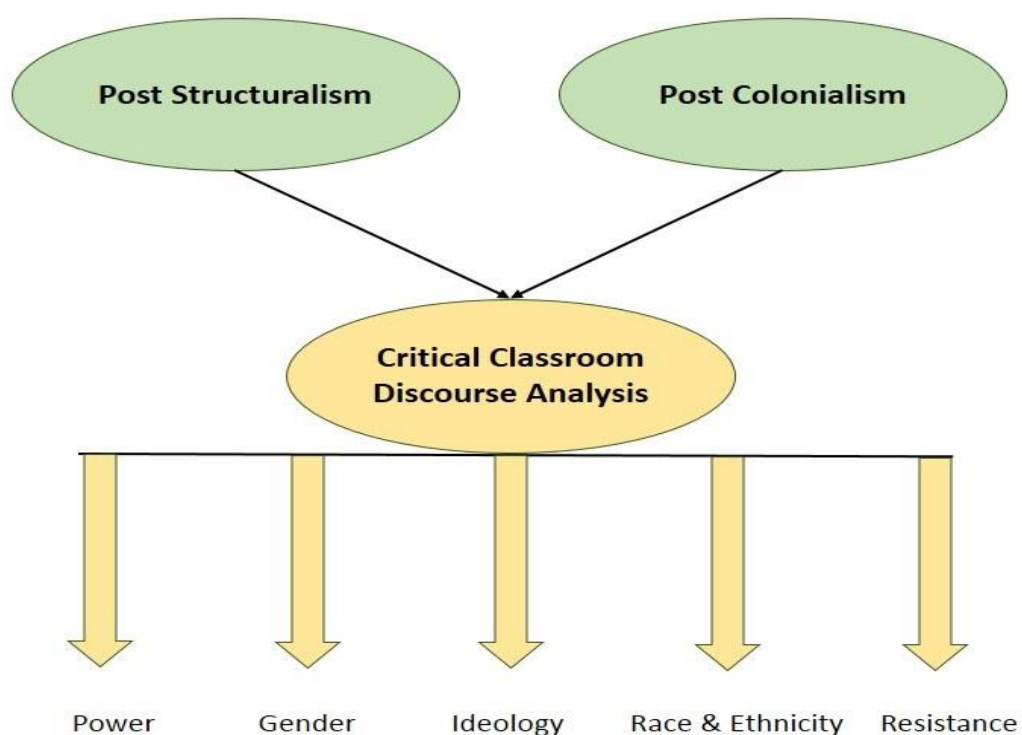 Post Structuralism
Post Colonialism
Critical Classroom
Discourse Analysis
Power
Gender
Ideology
Race & Ethnicity
Resistance